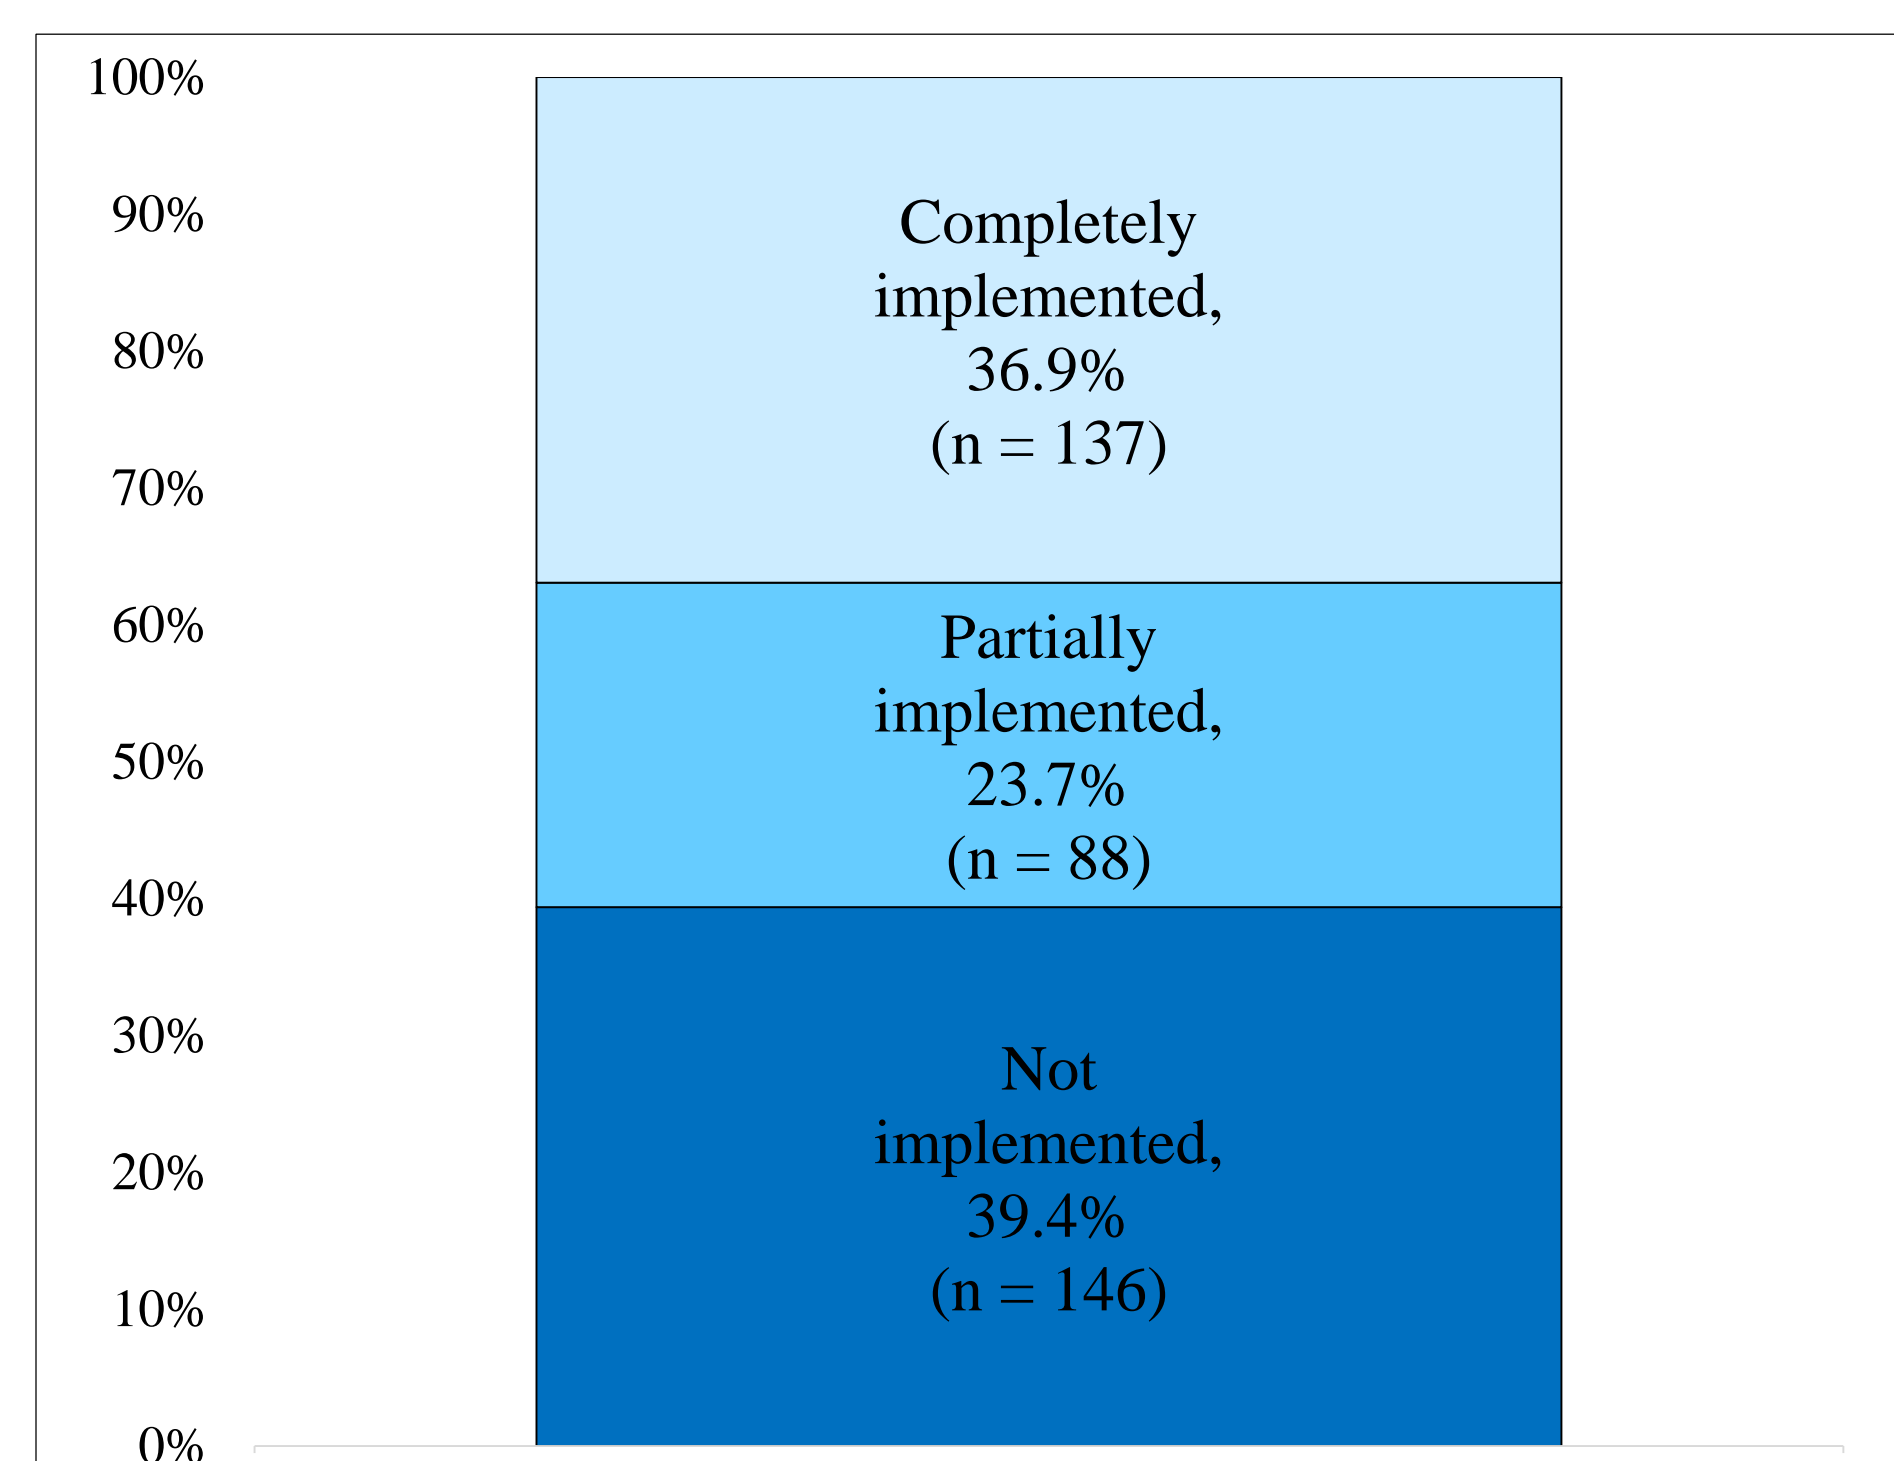 100%
90%
80%
70%
60%
50%
40%
30%
20%
10%
0%
Completely
implemented,
36.9%
(n = 137)
Partially
implemented,
23.7%
(n = 88)
Not
implemented,
39.4%
(n = 146)